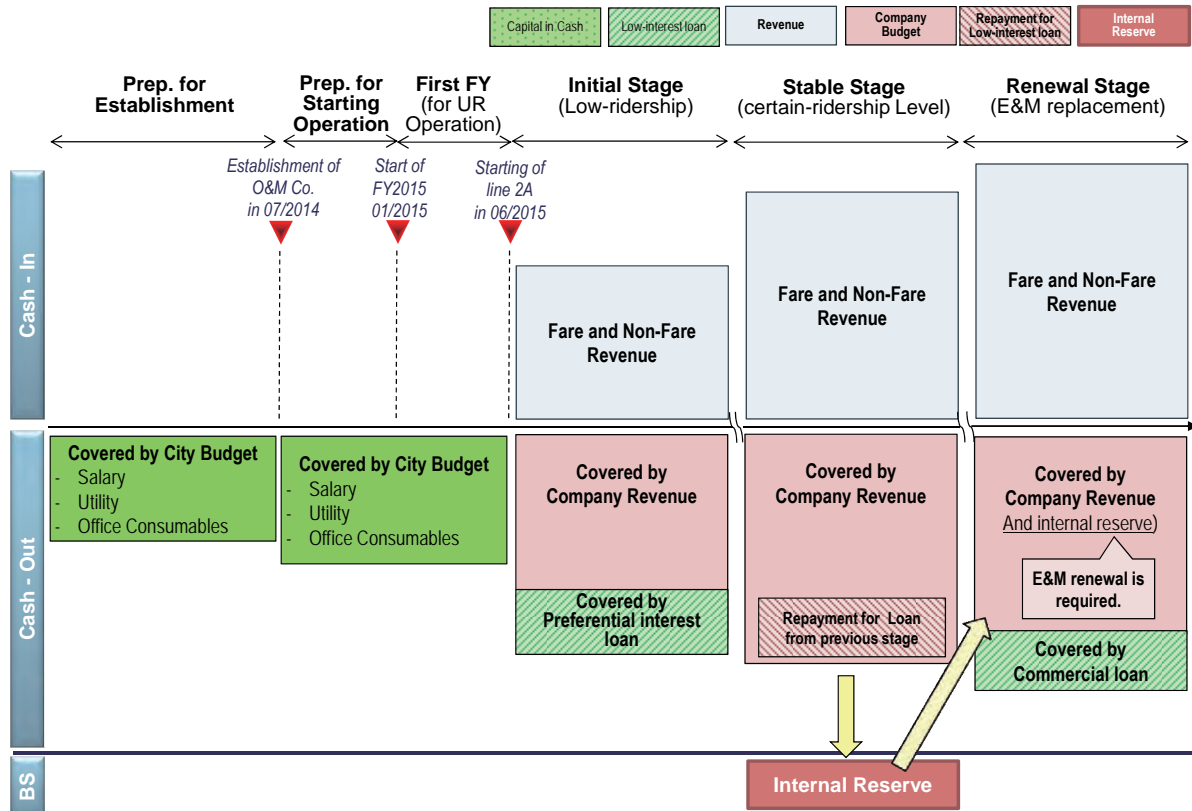 Capital in Cash
Low-interest loan
Revenue
Company
Budget
Repayment for
Low-interest loan
Internal
Reserve
Prep. for
Establishment
Prep. for
Starting
Operation
First FY
(for UR
Operation)
Initial Stage
(Low-ridership)
Stable Stage
(certain-ridership Level)
Renewal Stage
(E&M replacement)
Establishment of
O&M Co.
in 07/2014
Start of
FY2015
01/2015
Starting of
line 2A
in 06/2015
Cash - In
Fare and Non-Fare
Revenue
Fare and Non-Fare
Revenue
Fare and Non-Fare
Revenue
Cash - Out
Covered by City Budget
- Salary
- Utility
- Office Consumables
Covered by City Budget
- Salary
- Utility
- Office Consumables
Covered by
Company Revenue
Covered by
Preferential interest
loan
Covered by
Company Revenue
Repayment for Loan
from previous stage
Covered by
Company Revenue
And internal reserve)
E&M renewal is
required.
Covered by
Commercial loan
BS
Internal Reserve